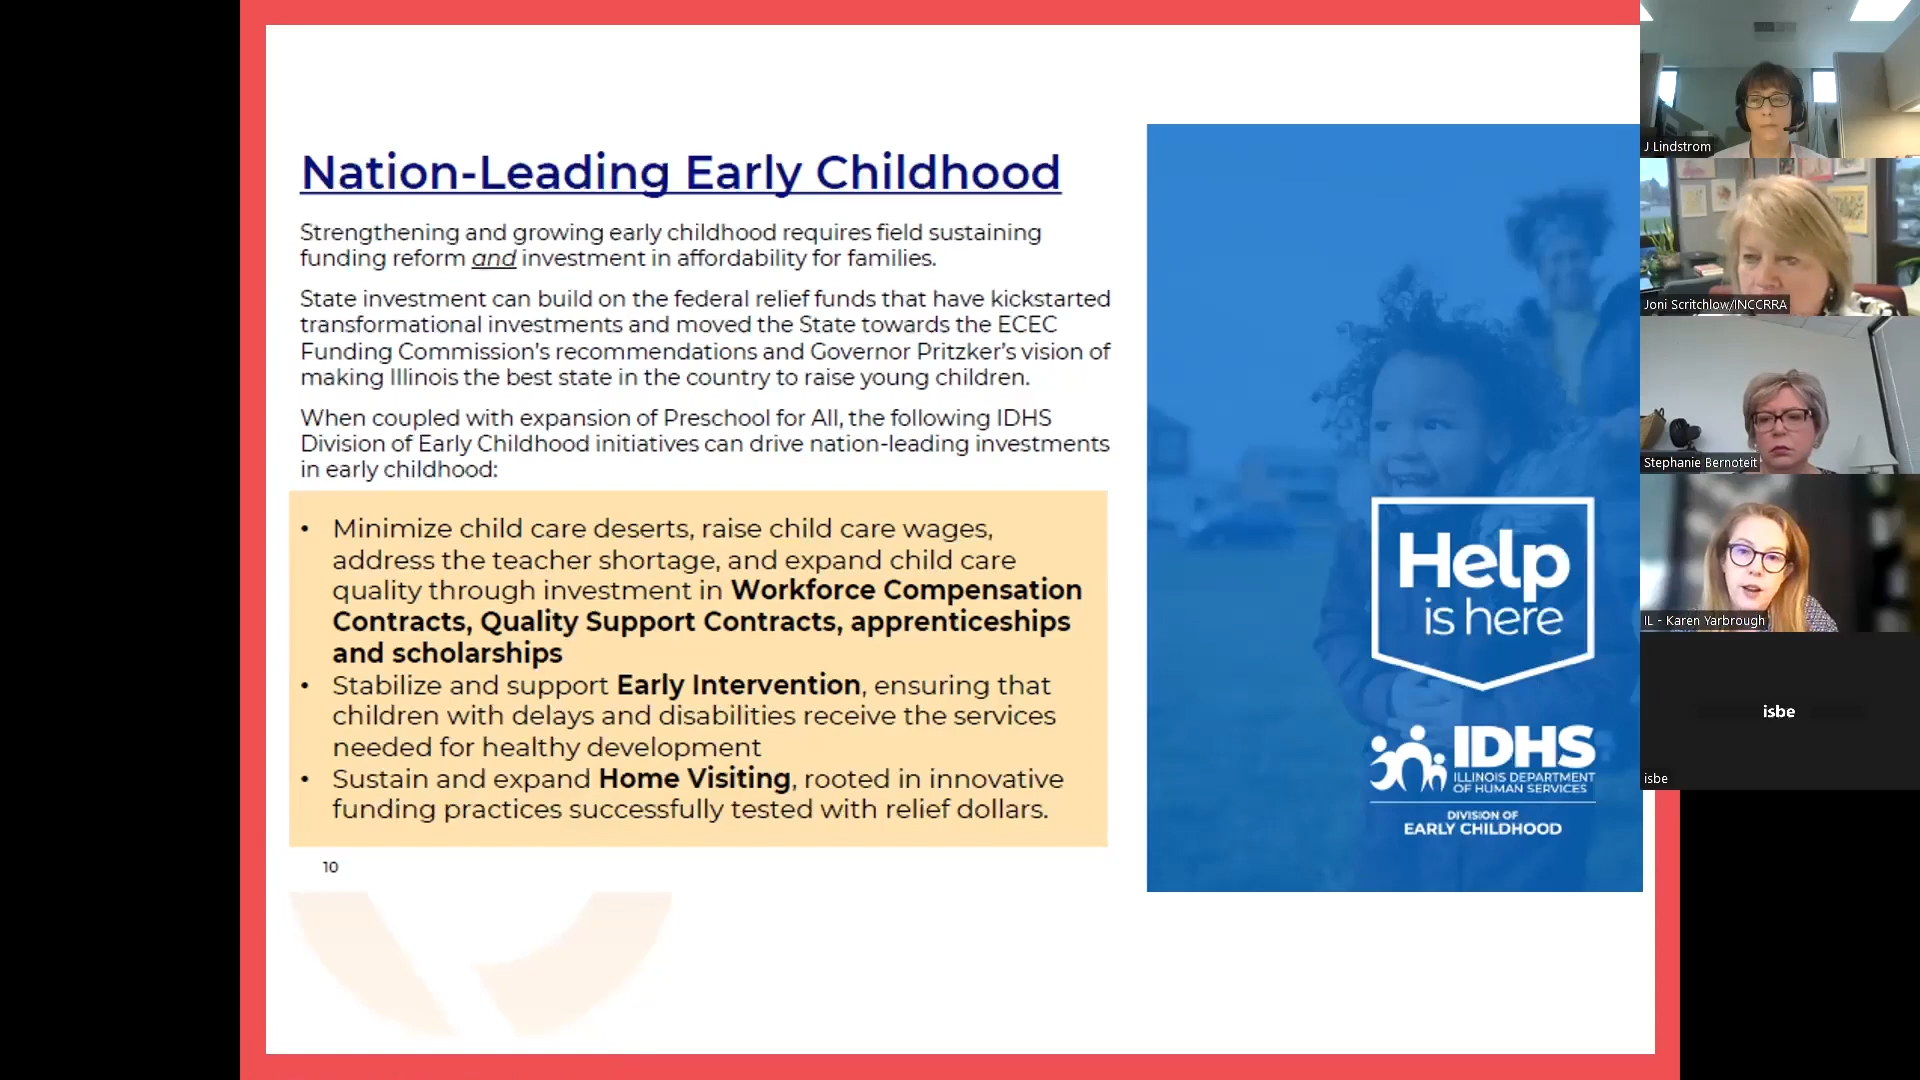 Nation-Leading Early Childhood
Strengthening and growing early childhood requires field sustaining
funding reform and investment in affordability for families.
State investment can build on the federal relief funds that have kickstarted
transformational investments and moved the State towards the ECEC
Funding Commission's recommendations and Governor Pritzker's vision of
making Illinois the best state in the country to raise young children.
When coupled with expansion of Preschool for All, the following IDHS
Division of Early Childhood initiatives can drive nation-leading investments
in early childhood:
• Minimize child care deserts, raise child care wages,
address the teacher shortage, and expand child care
quality through investment in Workforce Compensation
Contracts, Quality Support Contracts, apprenticeships
and scholarships
• Stabilize and support Early Intervention, ensuring that
children with delays and disabilities receive the services
needed for healthy development
• Sustain and expand Home Visiting, rooted in innovative
funding practices successfully tested with relief dollars.
10
Help
is here
IDHS
ILLINOIS DEPARTMENT
OF HUMAN SERVICES
DIVISION OF
EARLY CHILDHOOD
J Lindstrom
Joni Scritchlow/INCCRRA
Stephanie Bernoteit
IL - Karen Yarbrough
isbe
isbe